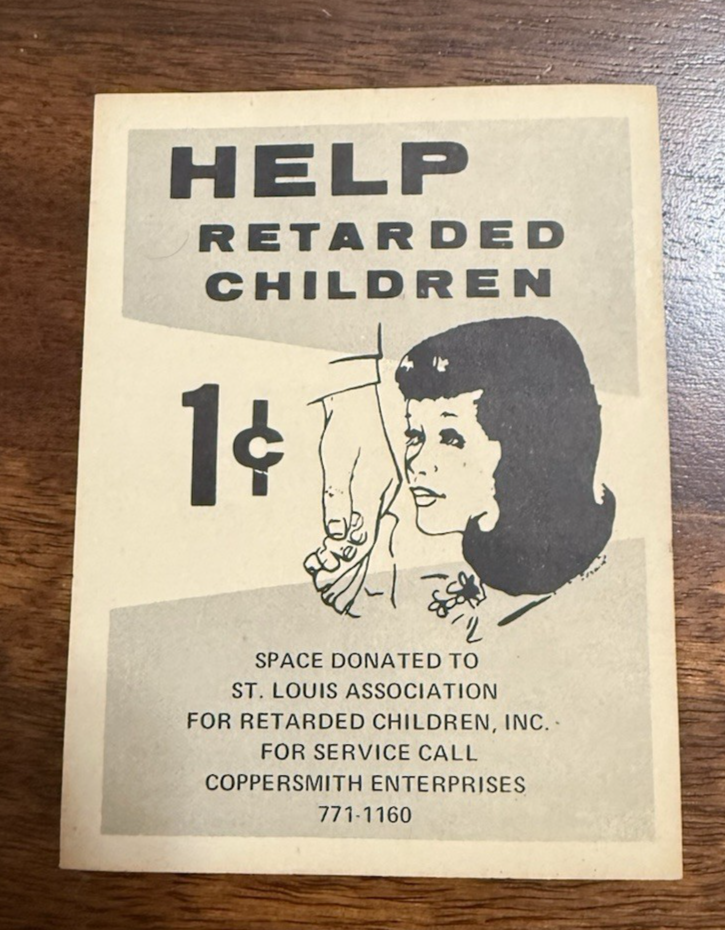 HELP
RETARDED
CHILDREN
1¢
SPACE DONATED TO
ST. LOUIS ASSOCIATION
FOR RETARDED CHILDREN, INC.
FOR SERVICE CALL
COPPERSMITH ENTERPRISES
771-1160